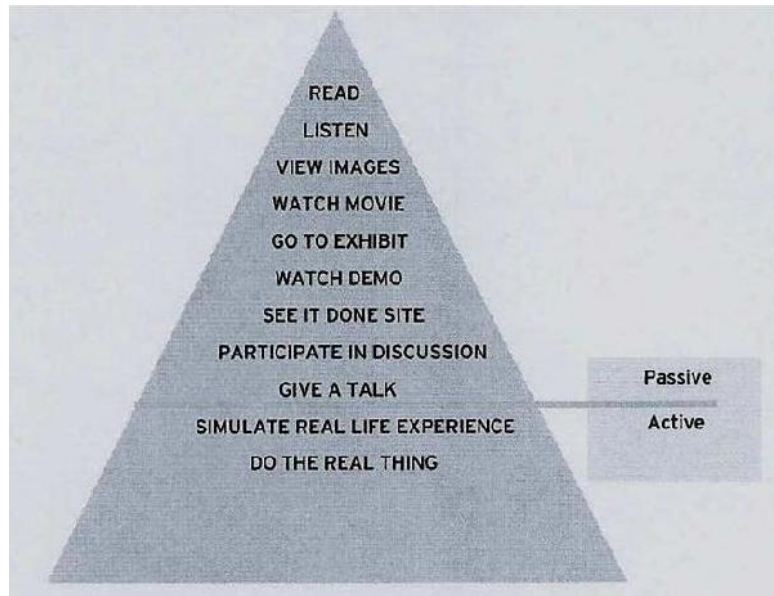 READ
LISTEN
VIEW IMAGES
WATCH MOVIE
GO TO EXHIBIT
WATCH DEMO
SEE IT DONE SITE
PARTICIPATE IN DISCUSSION
GIVE A TALK
Passive
SIMULATE REAL LIFE EXPERIENCE
Active
DO THE REAL THING